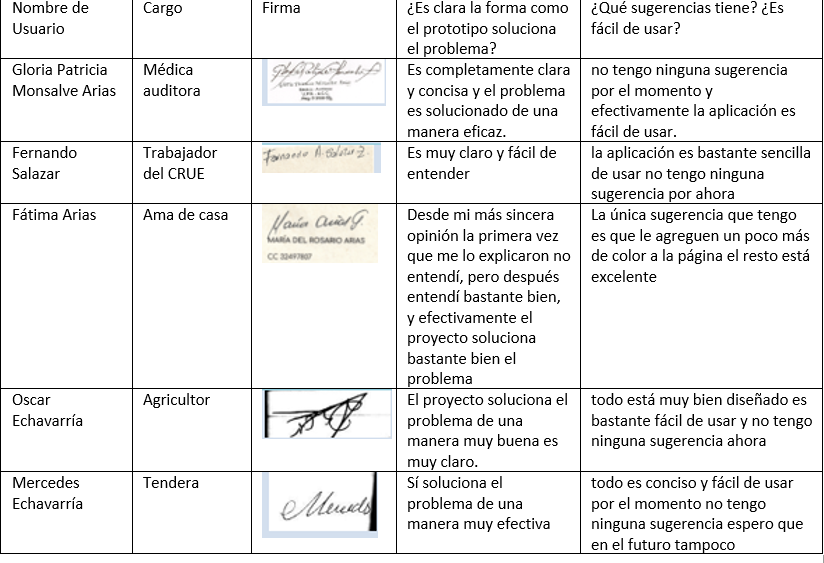 Nombre de Usuario
Cargo
Firma
¿Es clara la forma como el prototipo soluciona el problema?
¿Qué sugerencias tiene? ¿Es fácil de usar?
Gloria Patricia Monsalve Arias
Médica auditora
Es completamente clara y concisa y el problema es solucionado de una manera eficaz.
no tengo ninguna sugerencia por el momento y efectivamente la aplicación es fácil de usar.
Fernando Salazar
Trabajador del CRUE
Fernando A. Salazar Z.
Es muy claro y fácil de entender
la aplicación es bastante sencilla de usar no tengo ninguna sugerencia por ahora
Fátima Arias
Ama de casa
María Arias G.
MARÍA DEL ROSARIO ARIAS
CC 32497807
Desde mi más sincera opinión la primera vez que me lo explicaron no entendí, pero después entendí bastante bien, y efectivamente el proyecto soluciona bastante bien el problema
La única sugerencia que tengo es que le agreguen un poco más de color a la página el resto está excelente
Oscar Echavarría
Agricultor
El proyecto soluciona el problema de una manera muy buena es muy claro.
todo está muy bien diseñado es bastante fácil de usar y no tengo ninguna sugerencia ahora
Mercedes Echavarría
Tendera
Sí soluciona el problema de una manera muy efectiva
todo es conciso y fácil de usar por el momento no tengo ninguna sugerencia espero que en el futuro tampoco